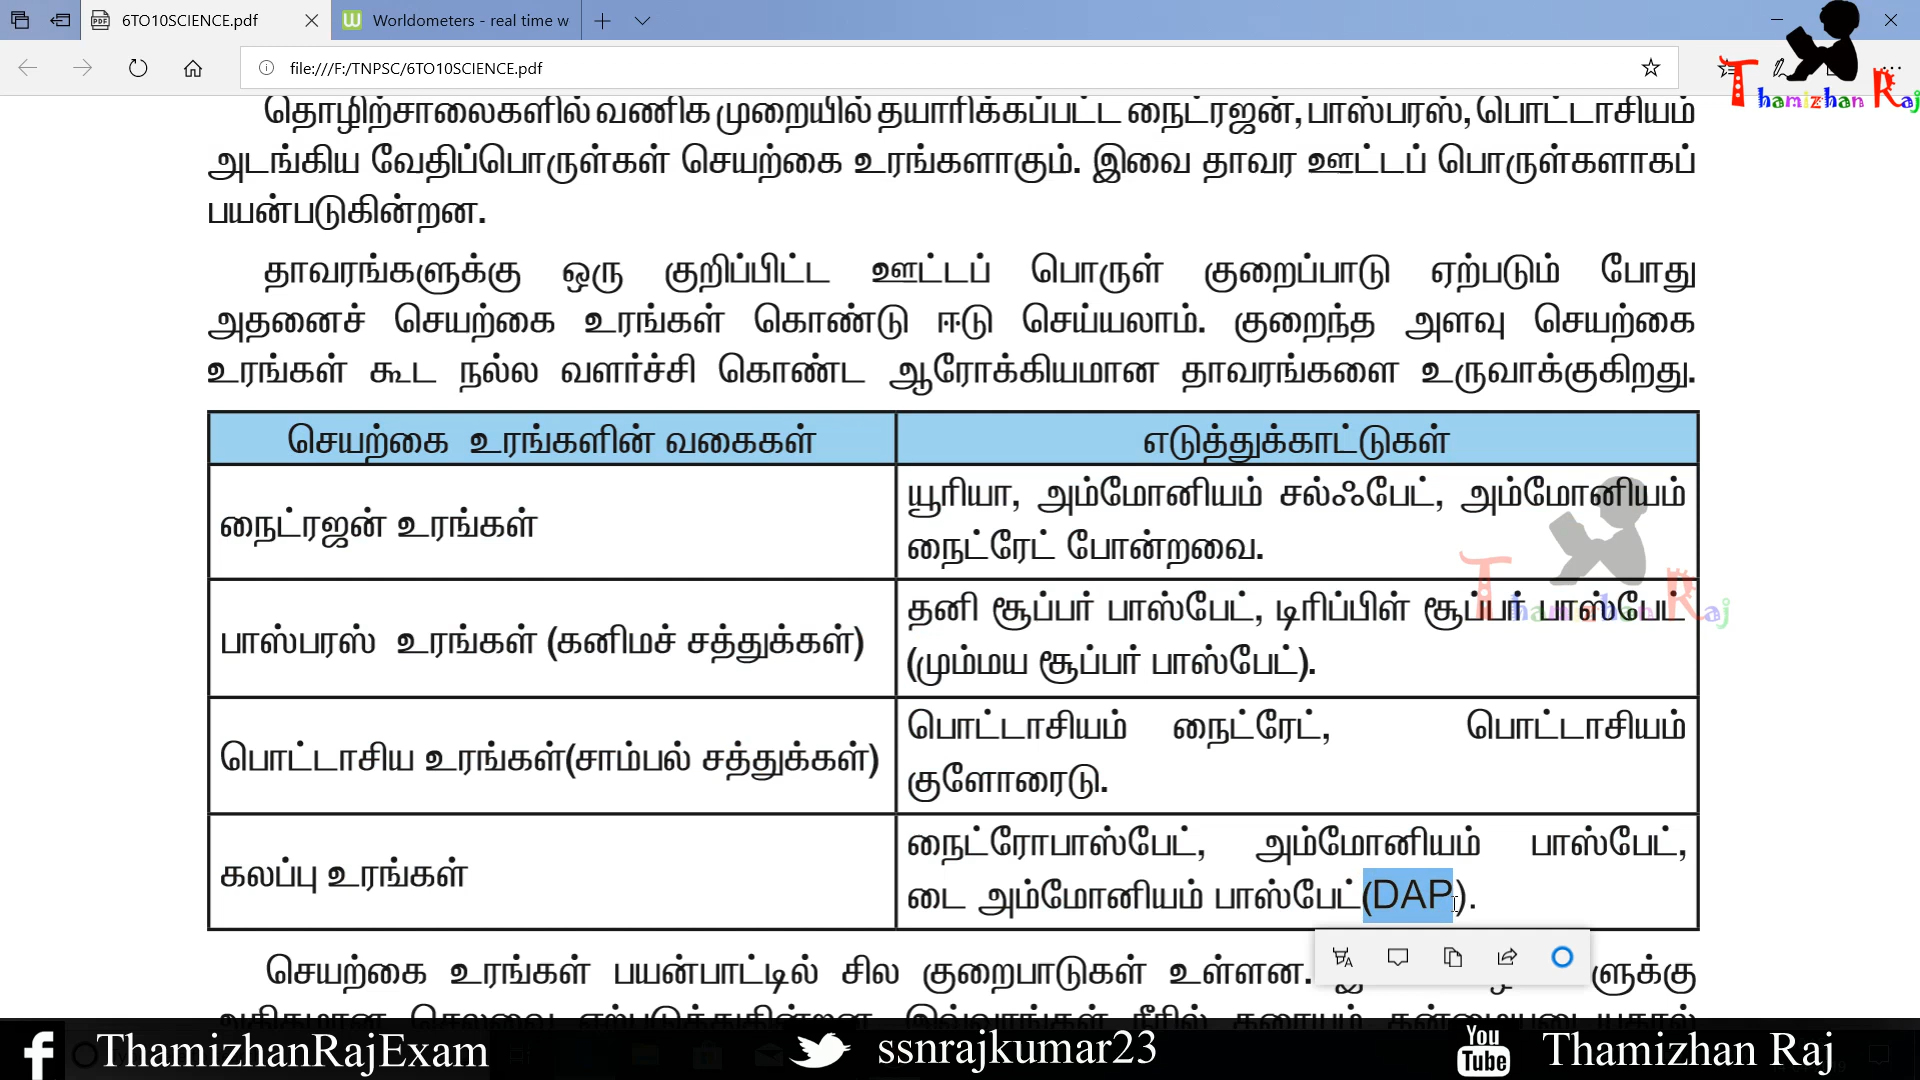 6TO10SCIENCE.pdf
Worldometers - real time w
file:///F:/TNPSC/6TO10SCIENCE.pdf
Thamizhan Raj
தொழிற்சாலைகளில் வணிக முறையில் தயாரிக்கப்பட்ட நைட்ரஜன், பாஸ்பரஸ், பொட்டாசியம்
அடங்கிய வேதிப்பொருள்கள் செயற்கை உரங்களாகும். இவை தாவர ஊட்டப் பொருள்களாகப்
பயன்படுகின்றன.
தாவரங்களுக்கு ஒரு குறிப்பிட்ட ஊட்டப் பொருள் குறைப்பாடு ஏற்படும் போது
அதனைச் செயற்கை உரங்கள் கொண்டு ஈடு செய்யலாம். குறைந்த அளவு செயற்கை
உரங்கள் கூட நல்ல வளர்ச்சி கொண்ட ஆரோக்கியமான தாவரங்களை உருவாக்குகிறது.
செயற்கை உரங்களின் வகைகள்
எடுத்துக்காட்டுகள்
நைட்ரஜன் உரங்கள்
யூரியா, அம்மோனியம் சல்ஃபேட், அம்மோனியம்
நைட்ரேட் போன்றவை.
Thamizhan Raj
பாஸ்பரஸ் உரங்கள் (கனிமச் சத்துக்கள்)
தனி சூப்பர் பாஸ்பேட், டிரிப்பிள் சூப்பர் பாஸ்பேட்
(மும்மய சூப்பர் பாஸ்பேட்).
பொட்டாசிய உரங்கள்(சாம்பல் சத்துக்கள்)
பொட்டாசியம் நைட்ரேட், பொட்டாசியம்
குளோரைடு.
கலப்பு உரங்கள்
நைட்ரோபாஸ்பேட், அம்மோனியம் பாஸ்பேட்,
டை அம்மோனியம் பாஸ்பேட்(DAP).
செயற்கை உரங்கள் பயன்பாட்டில் சில குறைபாடுகள் உள்ளன.
ThamizhanRajExam
ssnrajkumar23
You Tube
Thamizhan Raj